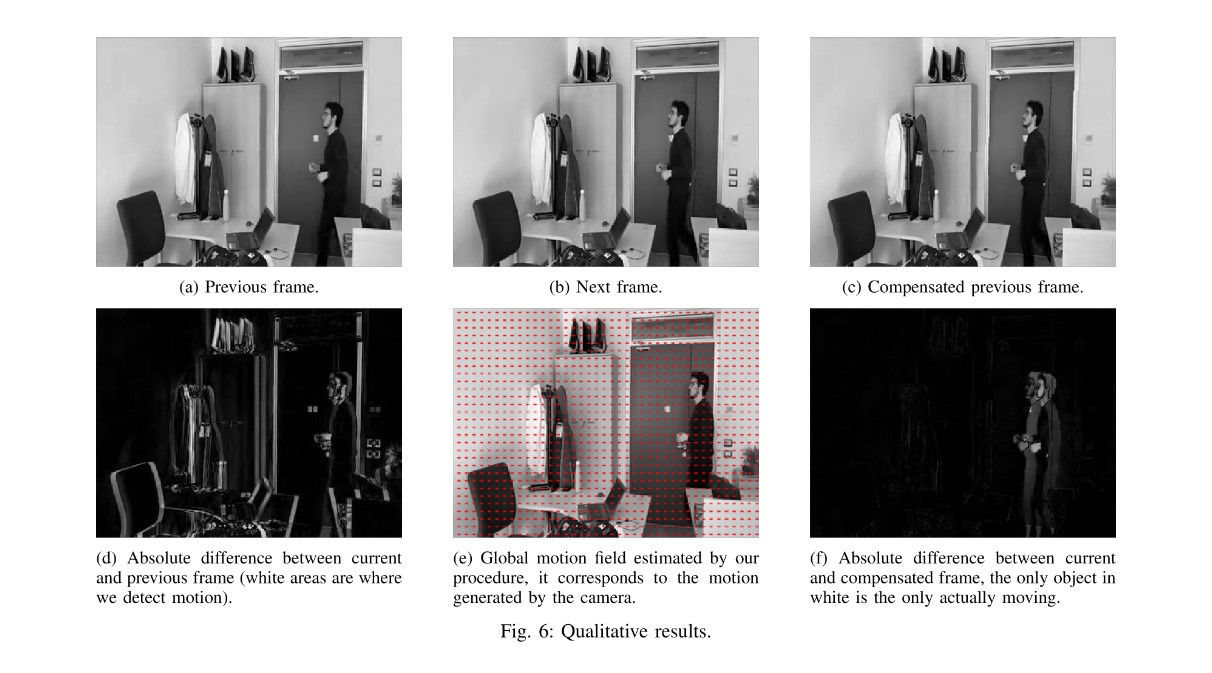 (a) Previous frame.
(b) Next frame.
(c) Compensated previous frame.
(d) Absolute difference between current
and previous frame (white areas are where
we detect motion).
(e) Global motion field estimated by our
procedure, it corresponds to the motion
generated by the camera.
(f) Absolute difference between current
and compensated frame, the only object in
white is the only actually moving.
Fig. 6: Qualitative results.